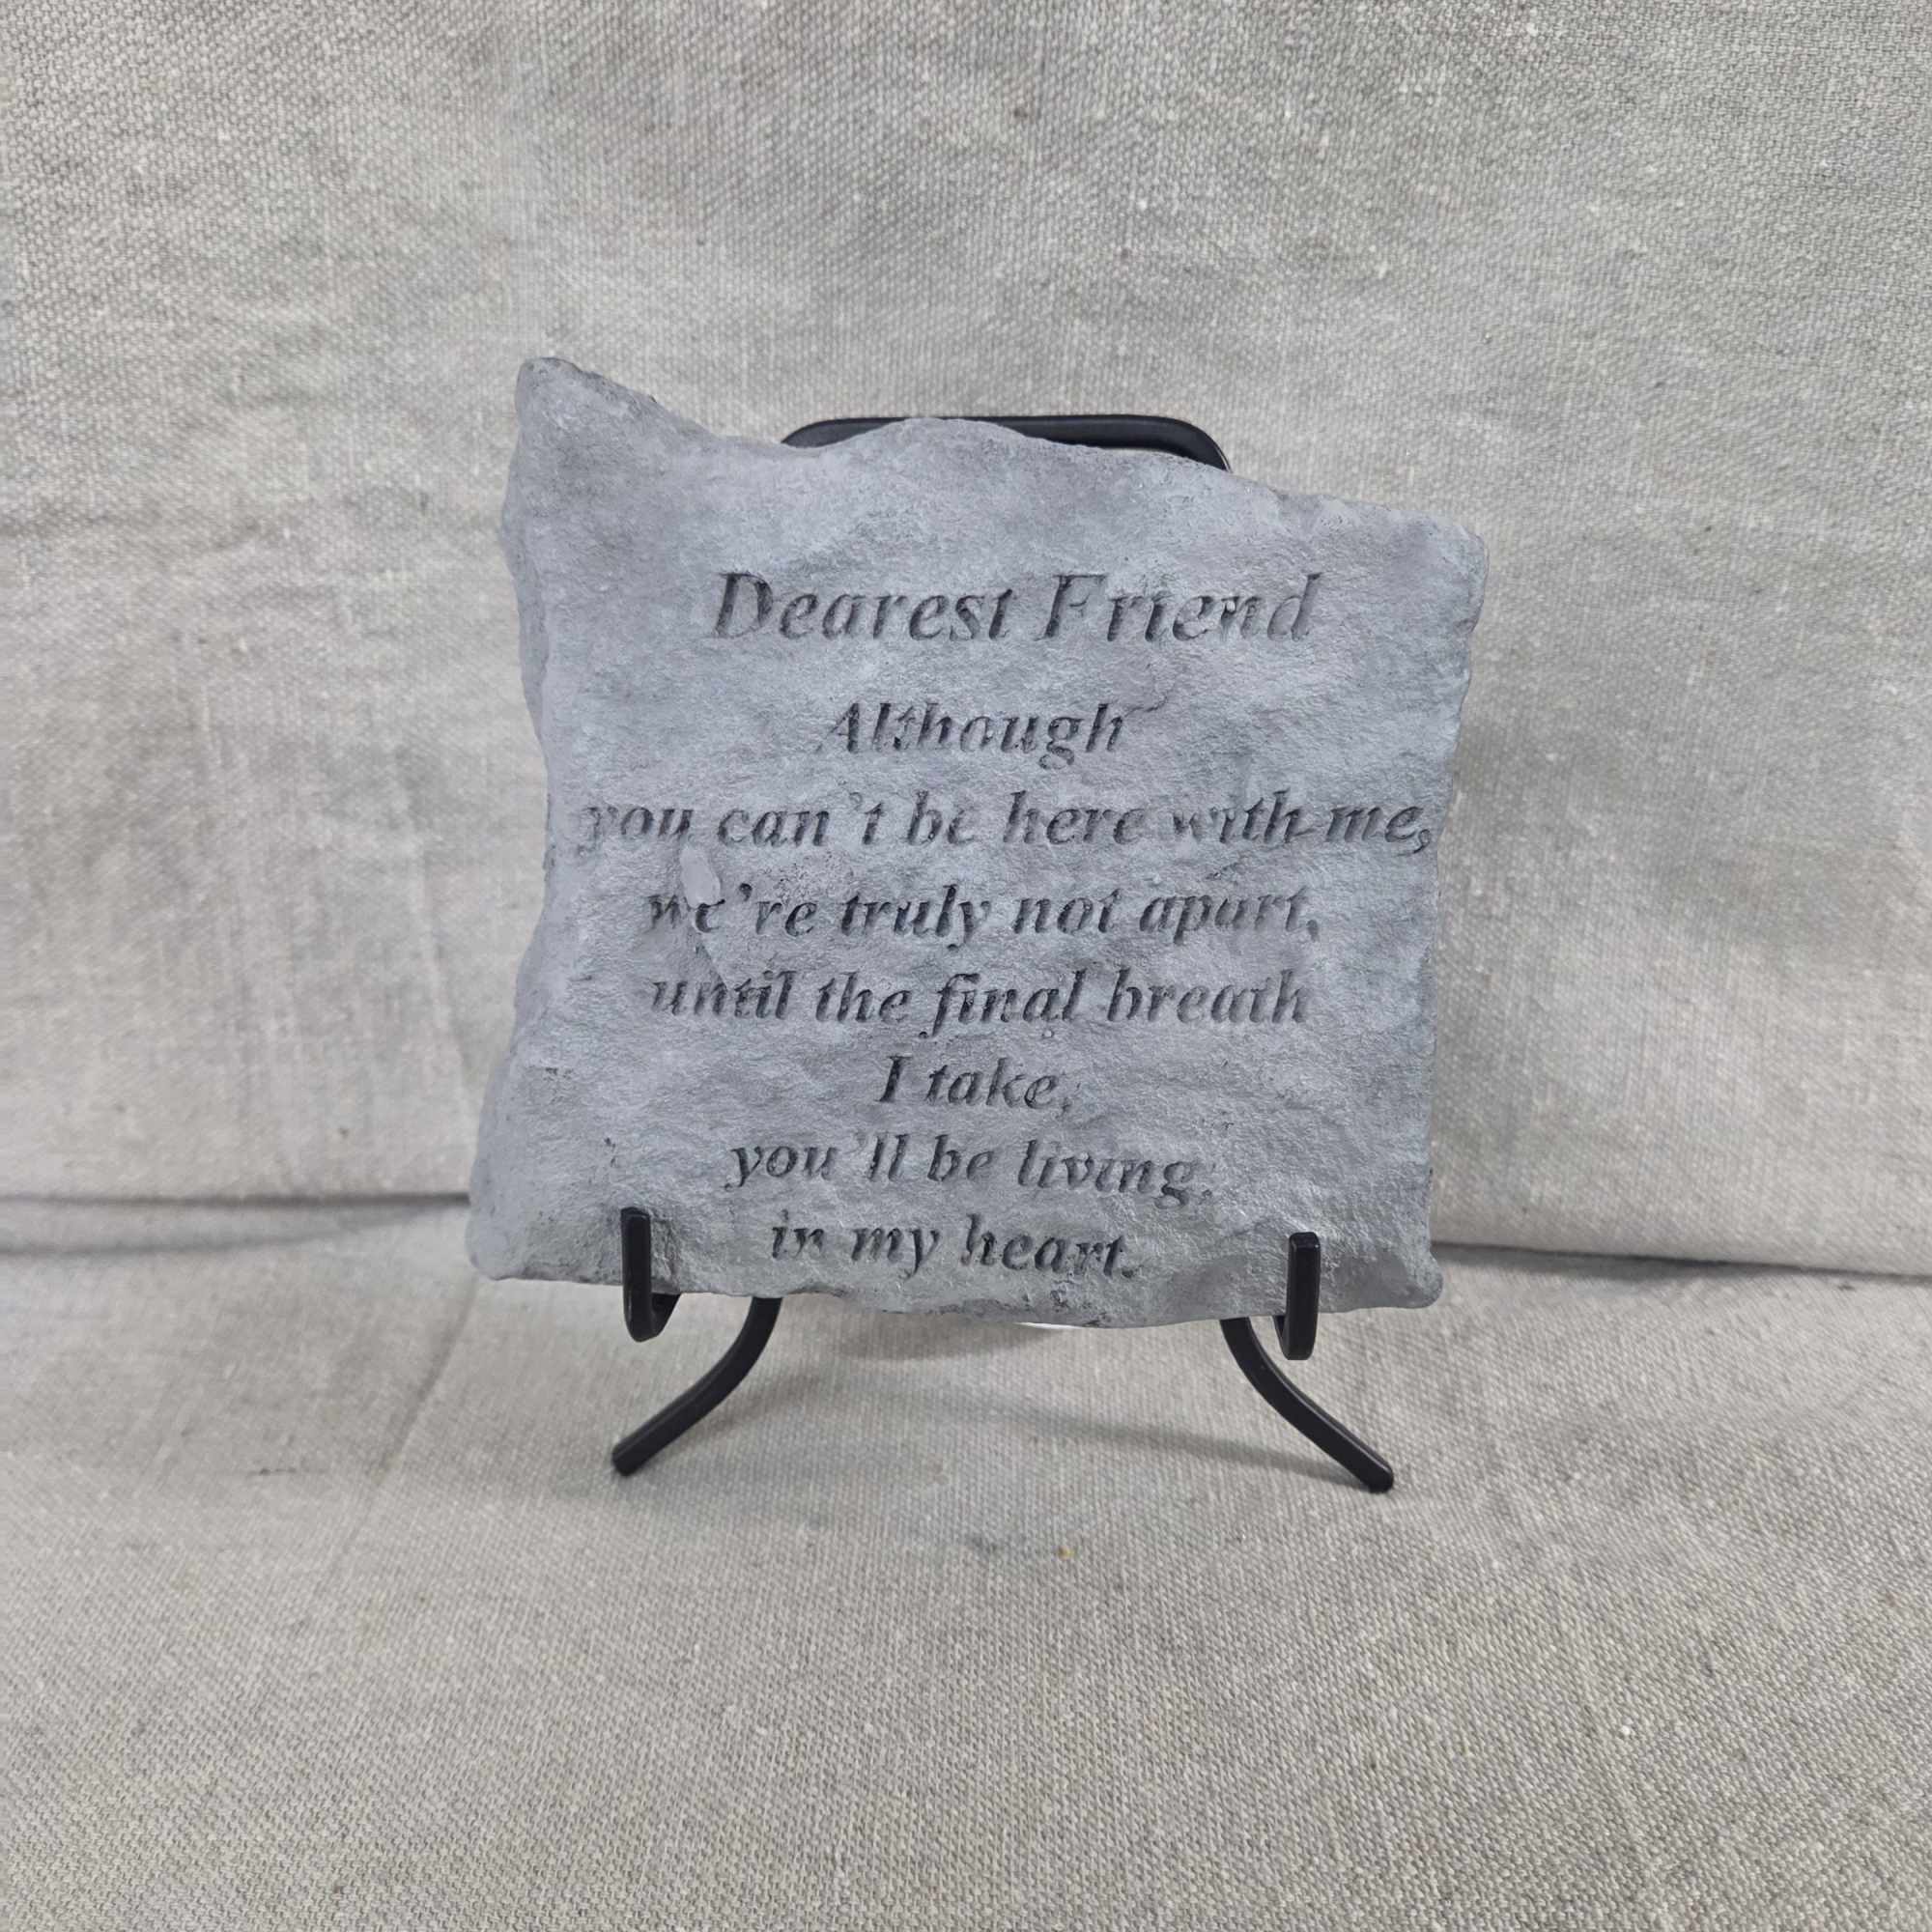 Dearest Friend
Although
you can't be here with me,
we're truly not apart,
until the final breath
I take,
you'll be living
in my heart.